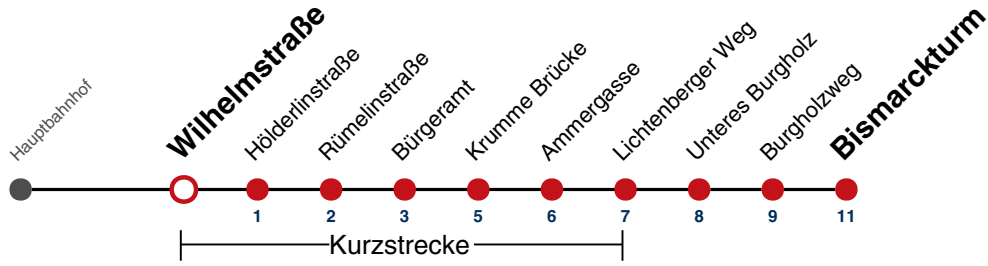 Hauptbahnhof
Wilhelmstraße
Hölderlinstraße
Rümelinstraße
Bürgeramt
Krumme Brücke
Ammergasse
Lichtenberger Weg
Unteres Burgholz
Burgholzweg
Bismarckturm
1 2 3 5 6 7 8 9 11
Kurzstrecke